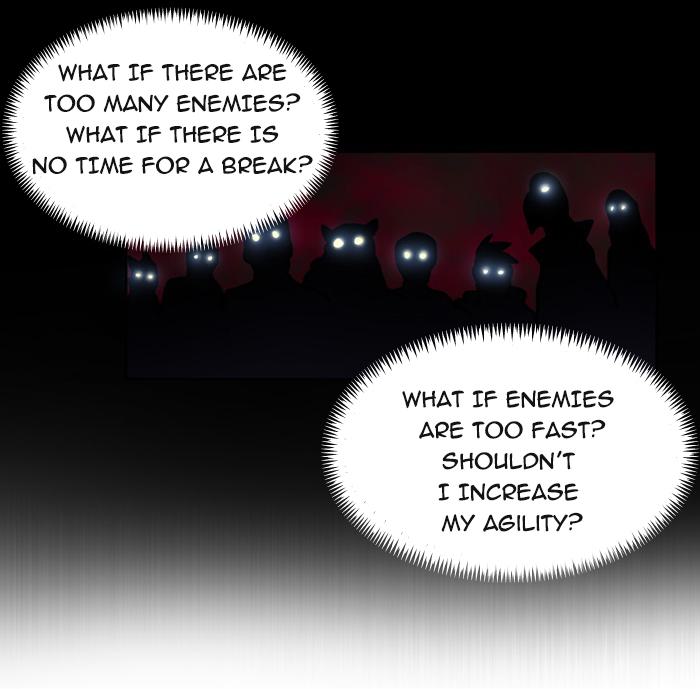 WHAT IF THERE ARE
TOO MANY ENEMIES?
WHAT IF THERE IS
NO TIME FOR A BREAK?
WHAT IF ENEMIES
ARE TOO FAST?
SHOULDN'T
I INCREASE
MY AGILITY?